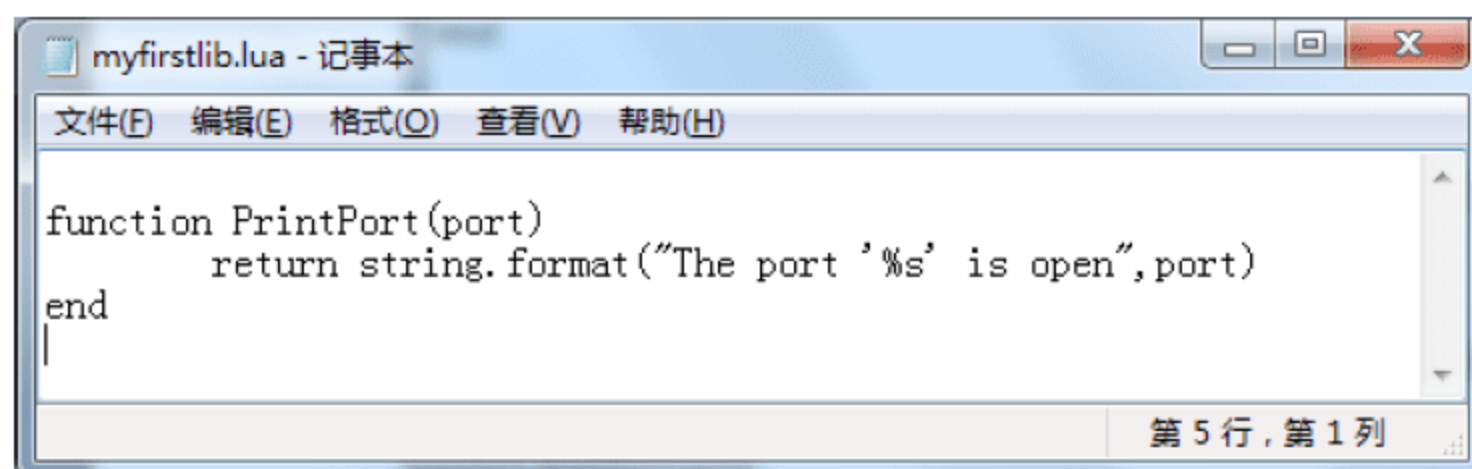 myfirstlib.lua - 记事本
文件(F) 编辑(E) 格式(O) 查看(V) 帮助(H)
function PrintPort(port)
        return string.format("The port '%s' is open",port)
end
第 5 行 , 第 1 列